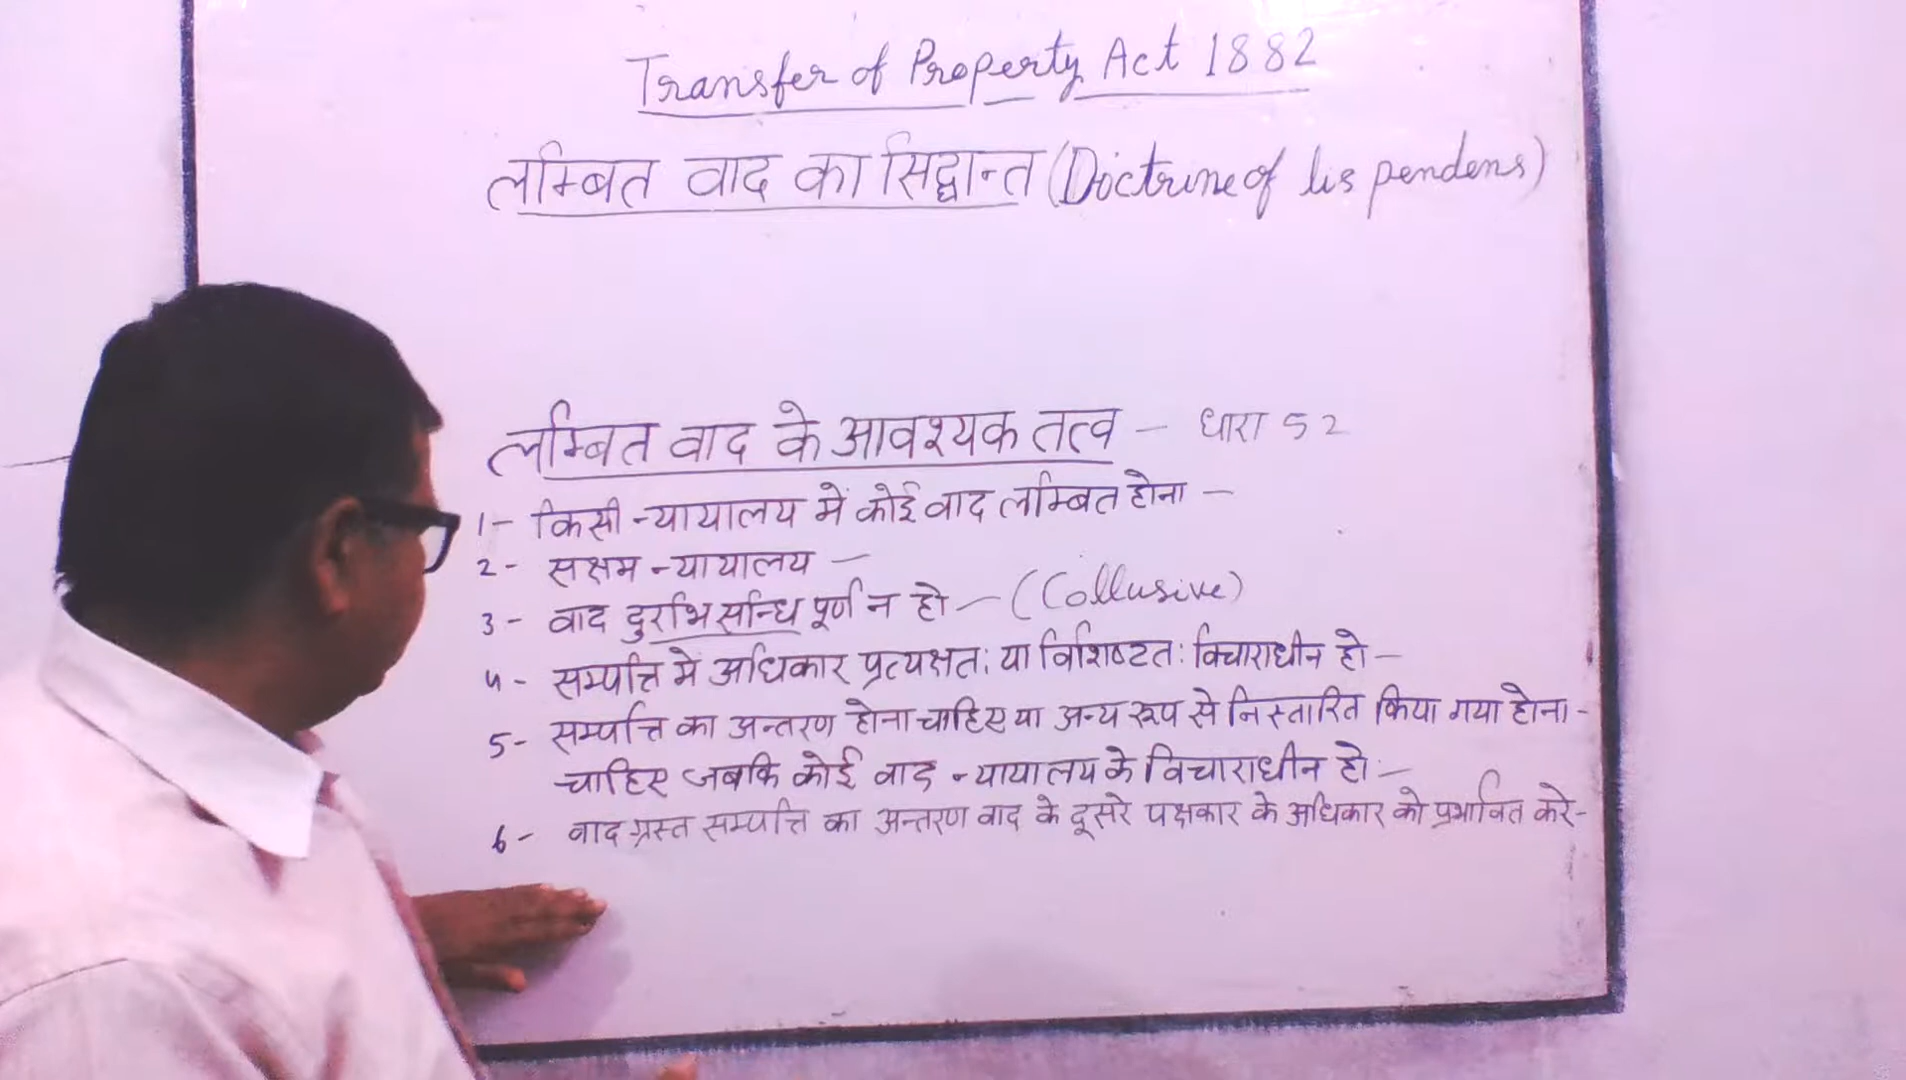 Transfer of Property Act 1882
लम्बित वाद का सिद्धान्त (Doctrine of lis pendens)
लम्बित वाद के आवश्यक तत्व - धारा 52
1- किसी न्यायालय में कोई वाद लम्बित होना -
2- सक्षम न्यायालय -
3- वाद दुरभिसन्धि पूर्ण न हो - (Collusive)
4- सम्पत्ति में अधिकार प्रत्यक्षतः या विशिष्टतः विचाराधीन हो -
5- सम्पत्ति का अन्तरण होना चाहिए या अन्य रूप से निस्तारित किया गया होना -
चाहिए जबकि कोई वाद न्यायालय के विचाराधीन हो -
6- वाद ग्रस्त सम्पत्ति का अन्तरण वाद के दूसरे पक्षकार के अधिकार को प्रभावित करे -